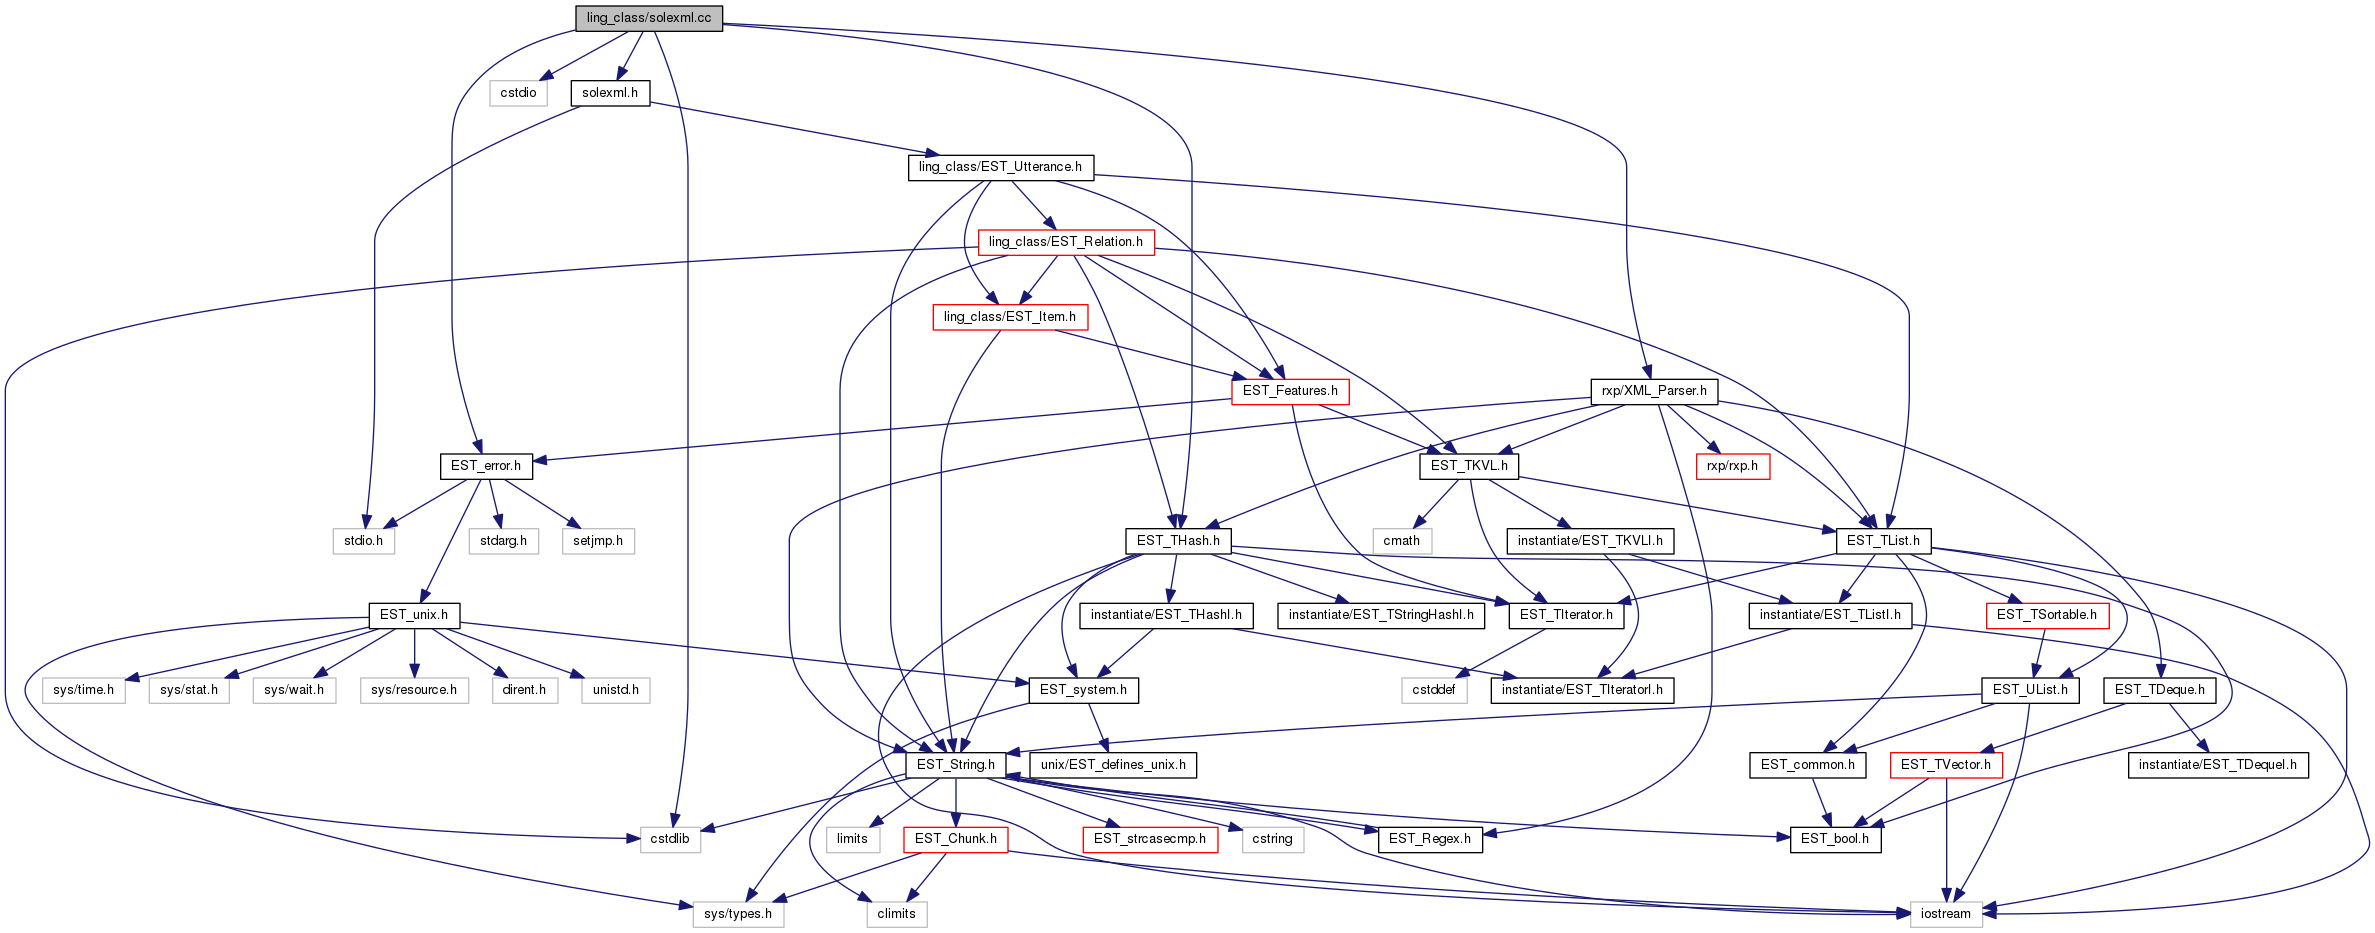 ling_class/solexml.cc
cstdio
solexml.h
ling_class/EST_Utterance.h
ling_class/EST_Relation.h
ling_class/EST_Item.h
EST_Features.h
rxp/XML_Parser.h
EST_error.h
EST_TKVL.h
rxp/rxp.h
stdio.h
stdarg.h
setjmp.h
EST_THash.h
cmath
instantiate/EST_TKVLI.h
EST_TList.h
EST_unix.h
instantiate/EST_THashI.h
instantiate/EST_TStringHashI.h
EST_TIterator.h
instantiate/EST_TListI.h
EST_TSortable.h
sys/time.h
sys/stat.h
sys/wait.h
sys/resource.h
dirent.h
unistd.h
EST_system.h
cstddef
instantiate/EST_TIteratorI.h
EST_UList.h
EST_TDeque.h
EST_String.h
unix/EST_defines_unix.h
EST_common.h
EST_TVector.h
instantiate/EST_TDequeI.h
cstdlib
limits
EST_Chunk.h
EST_strcasecmp.h
cstring
EST_Regex.h
EST_bool.h
sys/types.h
climits
iostream